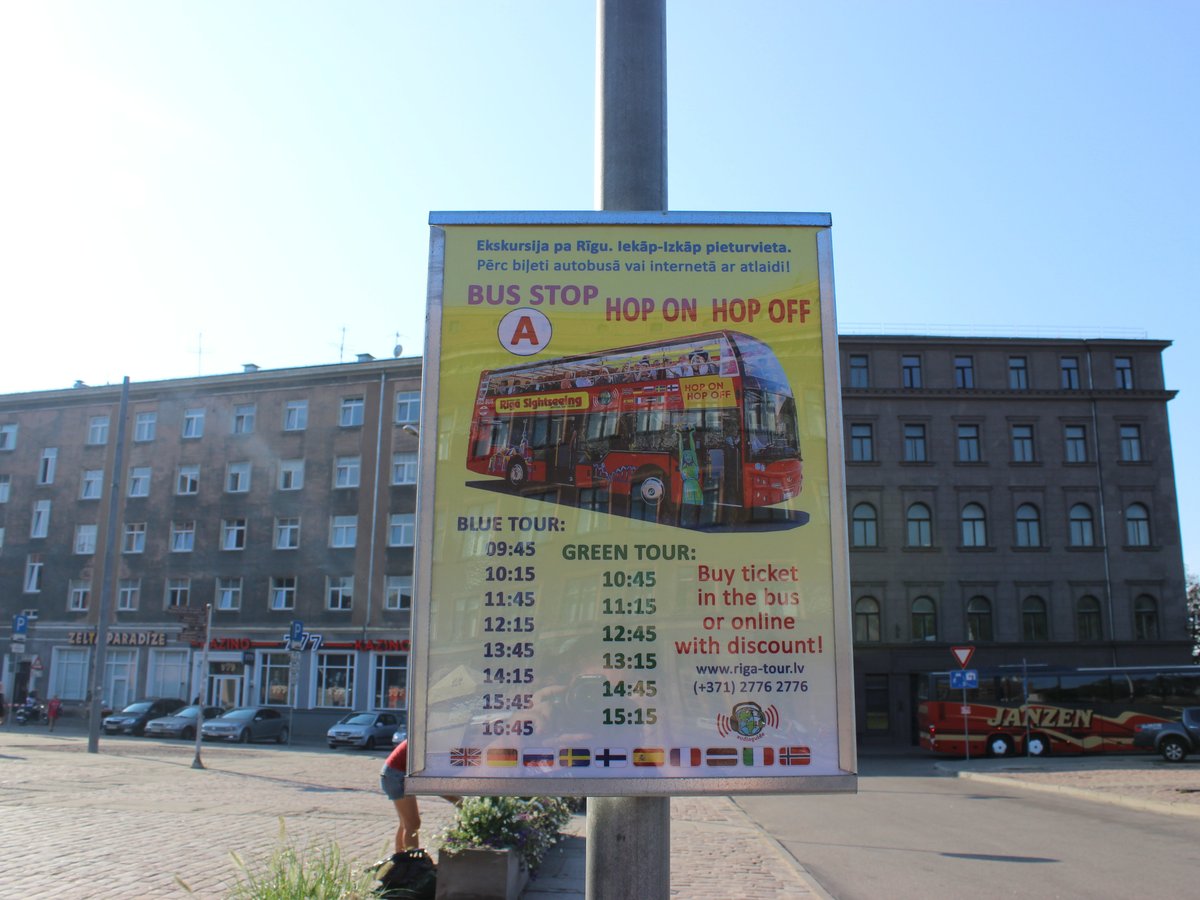 Ekskursija pa Rīgu. Iekāp-Izkāp pieturvieta.
Pērc biļeti autobusā vai internetā ar atlaidi!
BUS STOP HOP ON HOP OFF
A
Riga Sightseeing
HOP ON
HOP OFF
BLUE TOUR:
09:45
10:15
11:45
12:15
13:45
14:15
15:45
16:45
GREEN TOUR:
10:45
11:15
12:45
13:15
14:45
15:15
Buy ticket
in the bus
or online
with discount!
www.riga-tour.lv
(+371) 2776 2776
audioguide
ZELTA PARADĪZE
KAZINO
777
KAZINO
P
P
JANZEN